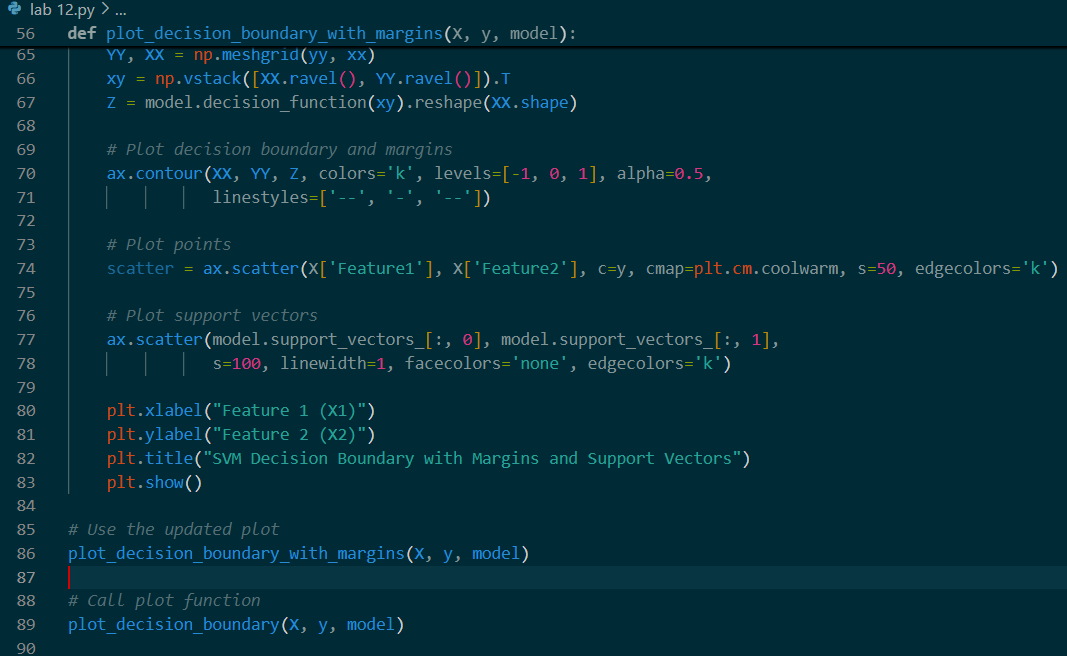 lab 12.py > ...
56 def plot_decision_boundary_with_margins(X, y, model):
65 YY, XX = np.meshgrid(yy, xx)
66 xy = np.vstack([XX.ravel(), YY.ravel()]).T
67 Z = model.decision_function(xy).reshape(XX.shape)
68
69 # Plot decision boundary and margins
70 ax.contour(XX, YY, Z, colors='k', levels=[-1, 0, 1], alpha=0.5,
71 linestyles=['--', '-', '--'])
72
73 # Plot points
74 scatter = ax.scatter(X['Feature1'], X['Feature2'], c=y, cmap=plt.cm.coolwarm, s=50, edgecolors='k')
75
76 # Plot support vectors
77 ax.scatter(model.support_vectors_[:, 0], model.support_vectors_[:, 1],
78 s=100, linewidth=1, facecolors='none', edgecolors='k')
79
80 plt.xlabel("Feature 1 (X1)")
81 plt.ylabel("Feature 2 (X2)")
82 plt.title("SVM Decision Boundary with Margins and Support Vectors")
83 plt.show()
84
85 # Use the updated plot
86 plot_decision_boundary_with_margins(X, y, model)
87
88 # Call plot function
89 plot_decision_boundary(X, y, model)
90